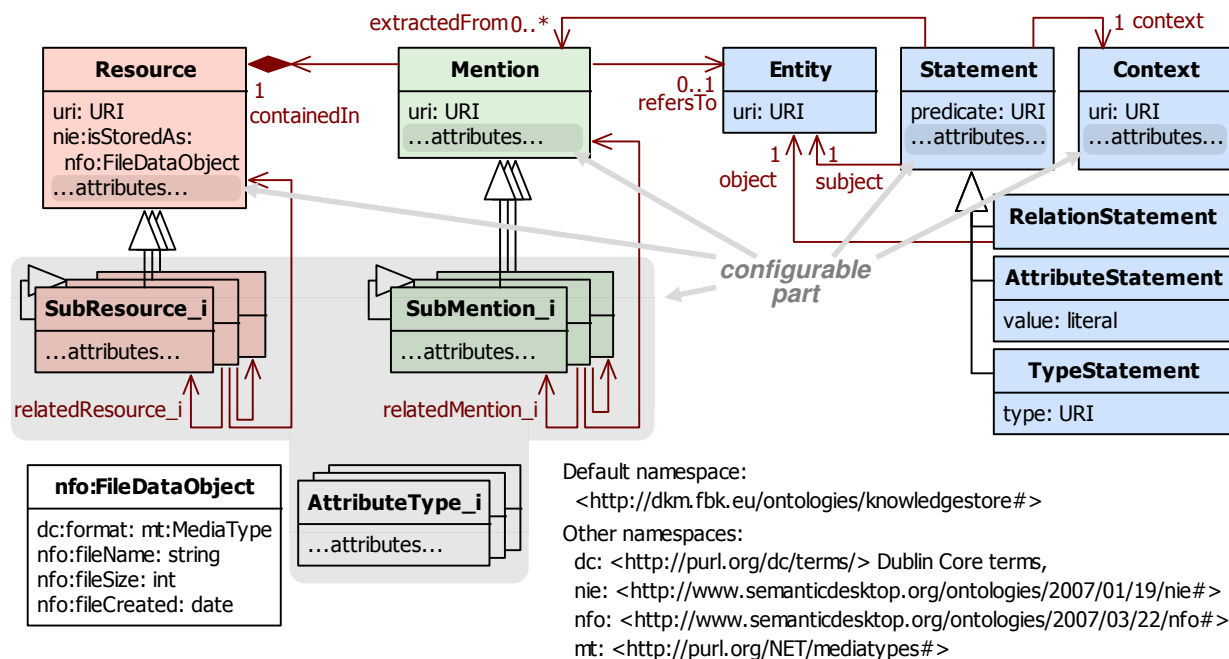 extractedFrom
0..*
1 context
Resource
uri: URI
nie:isStoredAs:
nfo:FileDataObject
...attributes...
1
containedIn
Mention
uri: URI
...attributes...
0..1
refersTo
Entity
uri: URI
Statement
predicate: URI
...attributes...
Context
uri: URI
...attributes...
1
object
1
subject
RelationStatement
AttributeStatement
value: literal
TypeStatement
type: URI
configurable
part
SubResource_i
...attributes...
relatedResource_i
SubMention_i
...attributes...
relatedMention_i
nfo:FileDataObject
dc:format: mt:MediaType
nfo:fileName: string
nfo:fileSize: int
nfo:fileCreated: date
AttributeType_i
...attributes...
Default namespace:
<http://dkm.fbk.eu/ontologies/knowledgestore#>
Other namespaces:
dc: <http://purl.org/dc/terms/> Dublin Core terms,
nie: <http://www.semanticdesktop.org/ontologies/2007/01/19/nie#>
nfo: <http://www.semanticdesktop.org/ontologies/2007/03/22/nfo#>
mt: <http://purl.org/NET/mediatypes#>